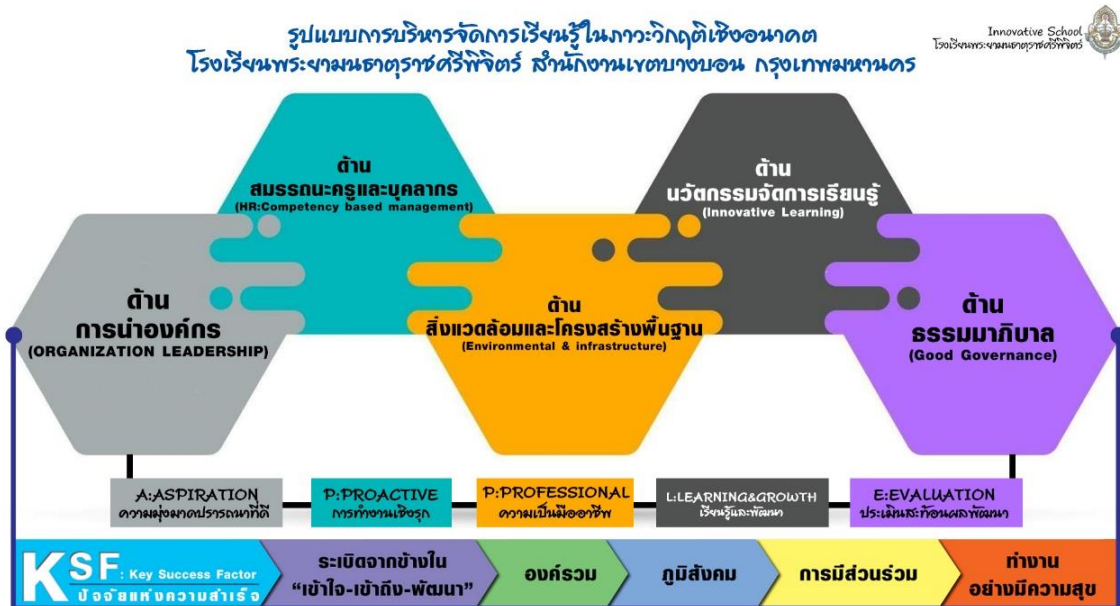 รูปแบบการบริหารจัดการเรียนรู้ในภาวะวิกฤติเชิงอนาคต
โรงเรียนพระยามนธาตุราชศรีพิจิตร์ สำนักงานเขตบางบอน กรุงเทพมหานคร
Innovative School
โรงเรียนพระยามนธาตุราชศรีพิจิตร์
ด้าน
สมรรถนะครูและบุคลากร
(HR:Competency based management)
ด้าน
นวัตกรรมจัดการเรียนรู้
(Innovative Learning)
ด้าน
การนำองค์กร
(ORGANIZATION LEADERSHIP)
ด้าน
สิ่งแวดล้อมและโครงสร้างพื้นฐาน
(Environmental & infrastructure)
ด้าน
ธรรมมาภิบาล
(Good Governance)
A:ASPIRATION
ความมุ่งมาดปรารถนาที่ดี
P:PROACTIVE
การทำงานเชิงรุก
P:PROFESSIONAL
ความเป็นมืออาชีพ
L:LEARNING&GROWTH
เรียนรู้และพัฒนา
E:EVALUATION
ประเมินสะท้อนผลพัฒนา
KSF: Key Success Factor
ปัจจัยแห่งความสำเร็จ
ระเบิดจากข้างใน
“เข้าใจ-เข้าถึง-พัฒนา”
องค์รวม
ภูมิสังคม
การมีส่วนร่วม
ทำงาน
อย่างมีความสุข